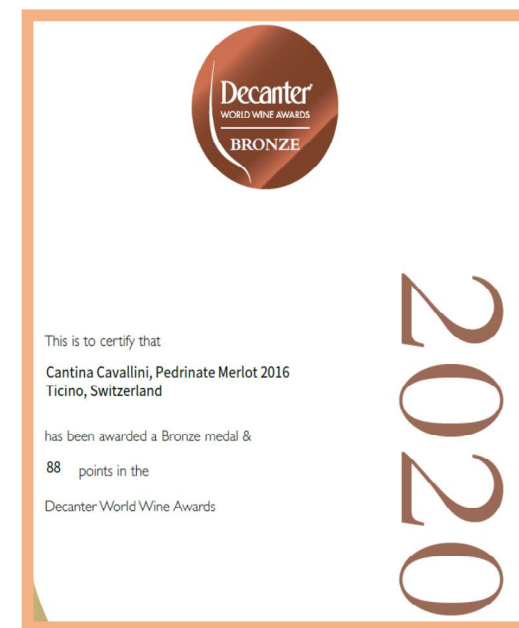 Decanter
WORLD WINE AWARDS
BRONZE
This is to certify that
Cantina Cavallini, Pedrinate Merlot 2016
Ticino, Switzerland
has been awarded a Bronze medal &
88 points in the
Decanter World Wine Awards
2020